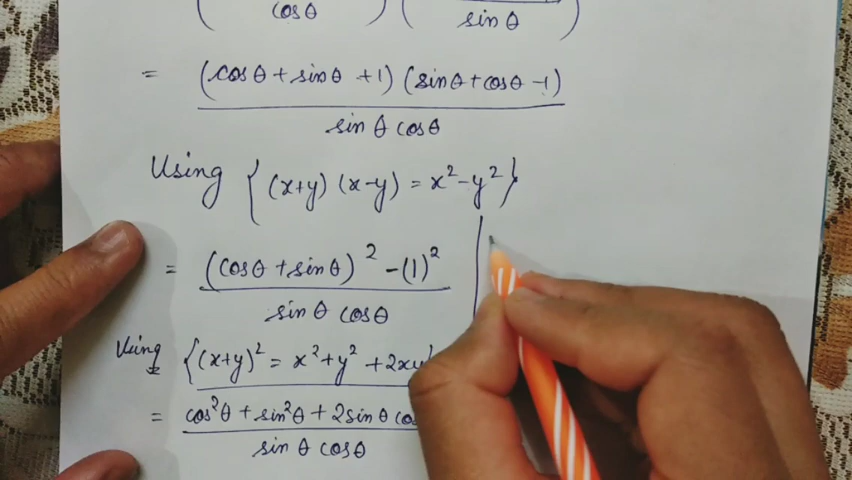 cosθ sinθ
= (cosθ + sinθ + 1) (sinθ + cosθ - 1)
sinθ cosθ
Using {(x+y) (x-y) = x² - y²}
= (cosθ + sinθ)² - (1)²
sinθ cosθ
Using {(x+y)² = x² + y² + 2xy}
= cos²θ + sin²θ + 2sinθ
sinθ cosθ